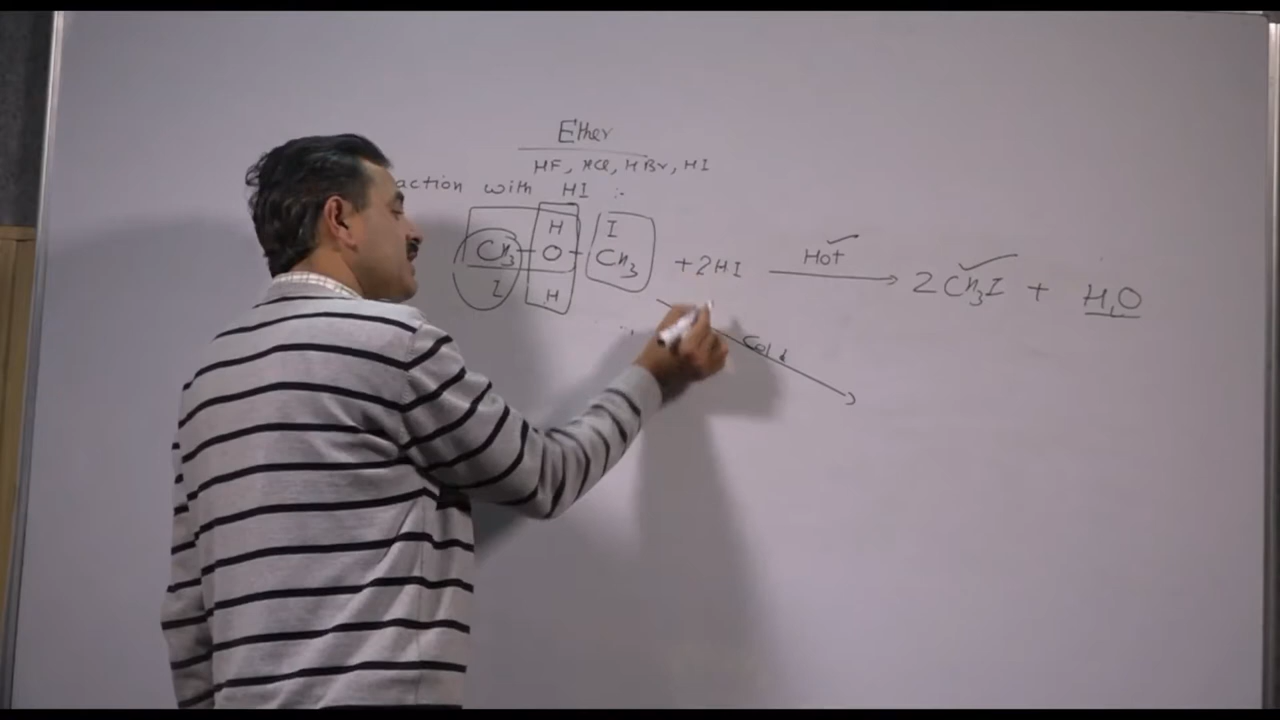 Ether
HF, HCl, HBr, HI
action with HI :-
H I
CH3-O-CH3 +2HI Hot → 2CH3I + H2O
I H
Cold